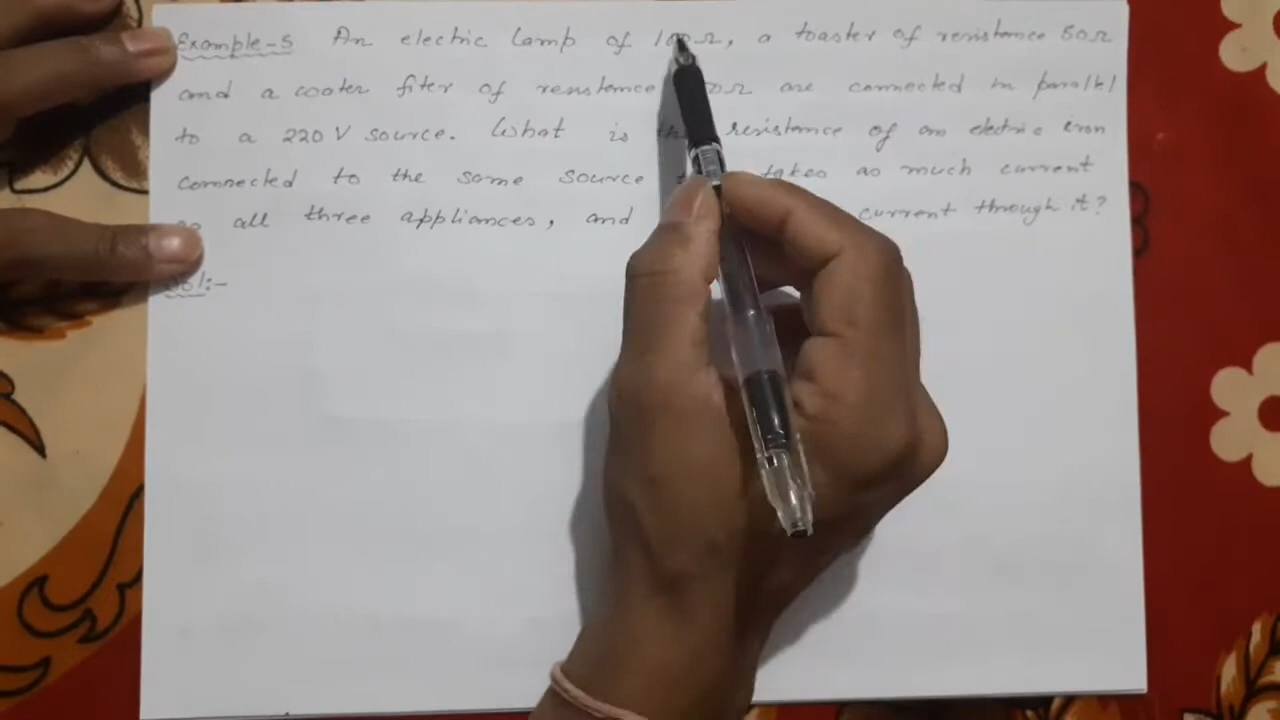 Example-5 An electric lamp of 100Ω, a toaster of resistance 50Ω
and a water filter of resistance are connected in parallel
to a 220 V source. What is the resistance of an electric iron
connected to the same source takes as much current
all three appliances, and current through it?
Sol:-